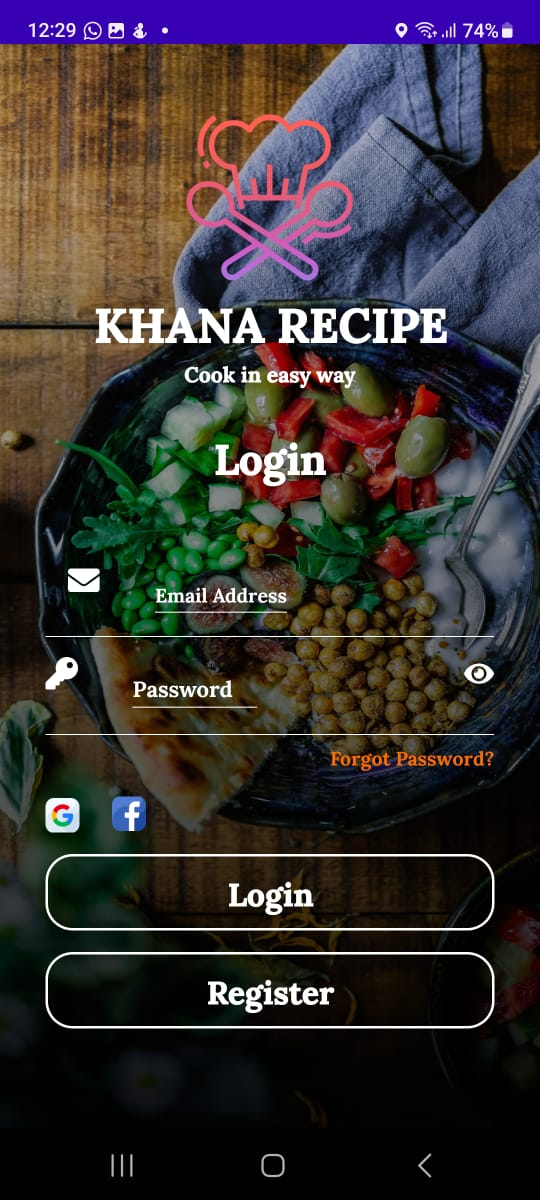 12:29 74%
KHANA RECIPE
Cook in easy way
Login
Email Address
Password
Forgot Password?
G f
Login
Register